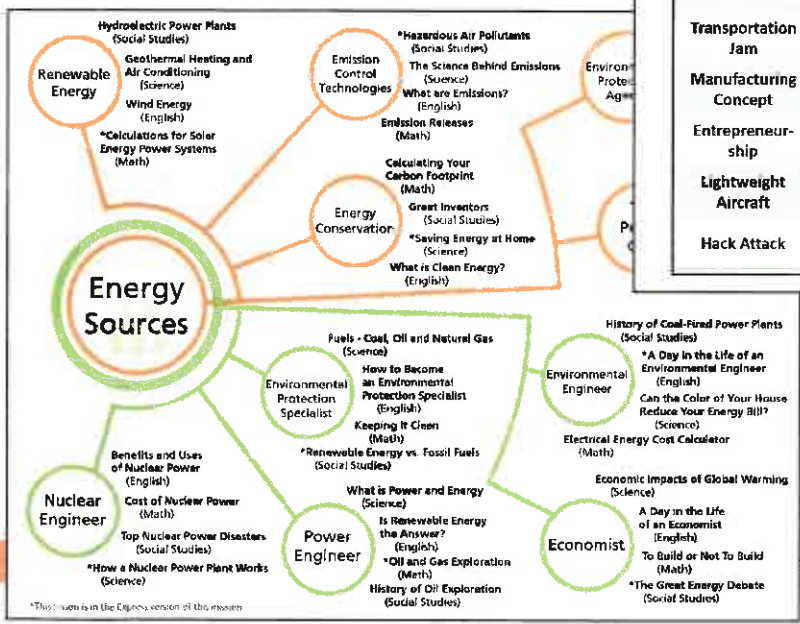 Hydroelectric Power Plants
(Social Studies)
Geothermal Heating and
Air Conditioning
(Science)
Wind Energy
(English)
*Calculations for Solar
Energy Power Systems
(Math)
Renewable
Energy
*Hazardous Air Pollutants
(Social Studies)
The Science Behind Emissions
(Science)
What are Emissions?
(English)
Emission Releases
(Math)
Emission
Control
Technologies
Calculating Your
Carbon Footprint
(Math)
Great Inventors
(Social Studies)
*Saving Energy at Home
(Science)
What is Clean Energy?
(English)
Energy
Conservation
Transportation
Jam
Manufacturing
Concept
Entrepreneur-
ship
Lightweight
Aircraft
Hack Attack
Energy
Sources
Fuels - Coal, Oil and Natural Gas
(Science)
How to Become
an Environmental
Protection Specialist
(English)
Keeping It Clean
(Math)
*Renewable Energy vs. Fossil Fuels
(Social Studies)
Environmental
Protection
Specialist
History of Coal-Fired Power Plants
(Social Studies)
*A Day in the Life of an
Environmental Engineer
(English)
Can the Color of Your House
Reduce Your Energy Bill?
(Science)
Electrical Energy Cost Calculator
(Math)
Environmental
Engineer
Benefits and Uses
of Nuclear Power
(English)
Cost of Nuclear Power
(Math)
Top Nuclear Power Disasters
(Social Studies)
*How a Nuclear Power Plant Works
(Science)
Nuclear
Engineer
What is Power and Energy
(Science)
Is Renewable Energy
the Answer?
(English)
*Oil and Gas Exploration
(Math)
History of Oil Exploration
(Social Studies)
Power
Engineer
Economic Impacts of Global Warming
(Science)
A Day in the Life
of an Economist
(English)
To Build or Not To Build
(Math)
*The Great Energy Debate
(Social Studies)
Economist
*This lesson is in the Express version of this mission